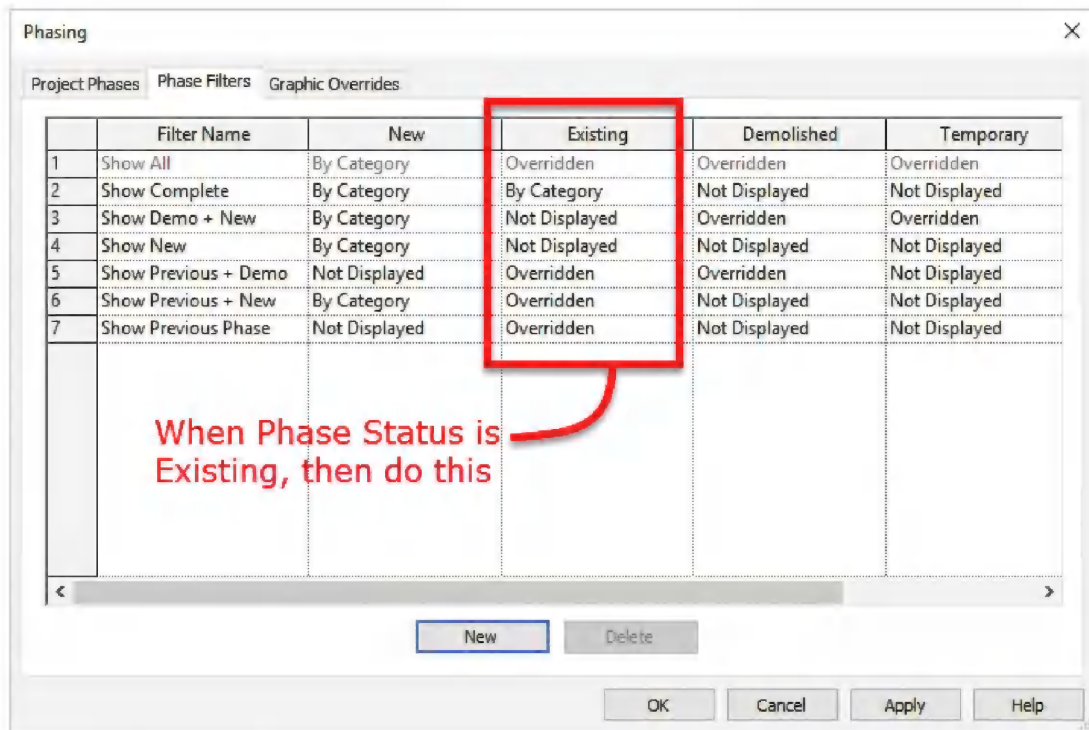 Phasing
Project Phases Phase Filters Graphic Overrides
Filter Name New Existing Demolished Temporary
1 Show All By Category Overridden Overridden Overridden
2 Show Complete By Category By Category Not Displayed Not Displayed
3 Show Demo + New By Category Not Displayed Overridden Overridden
4 Show New By Category Not Displayed Not Displayed Not Displayed
5 Show Previous + Demo Not Displayed Overridden Overridden Not Displayed
6 Show Previous + New By Category Overridden Not Displayed Not Displayed
7 Show Previous Phase Not Displayed Overridden Not Displayed Not Displayed
When Phase Status is
Existing, then do this
New Delete
OK Cancel Apply Help